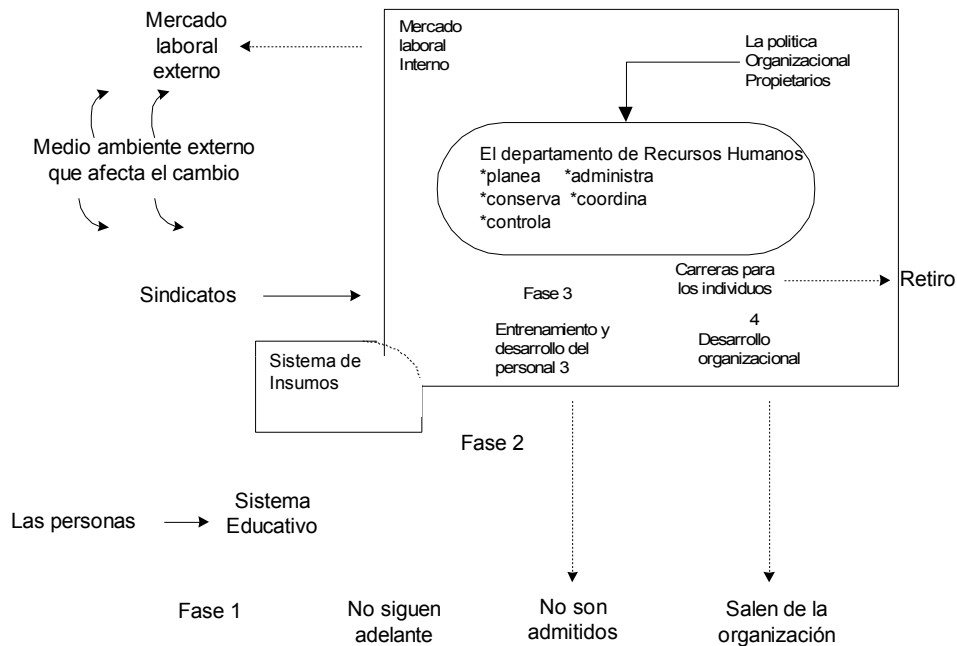 Mercado
laboral
externo
Mercado
laboral
Interno
La politica
Organizacional
Propietarios
Medio ambiente externo
que afecta el cambio
El departamento de Recursos Humanos
*planea *administra
*conserva *coordina
*controla
Sindicatos
Fase 3
Carreras para
los individuos
Retiro
Sistema de
Insumos
Entrenamiento y
desarrollo del
personal 3
4
Desarrollo
organizacional
Fase 2
Las personas
Sistema
Educativo
Fase 1
No siguen
adelante
No son
admitidos
Salen de la
organización